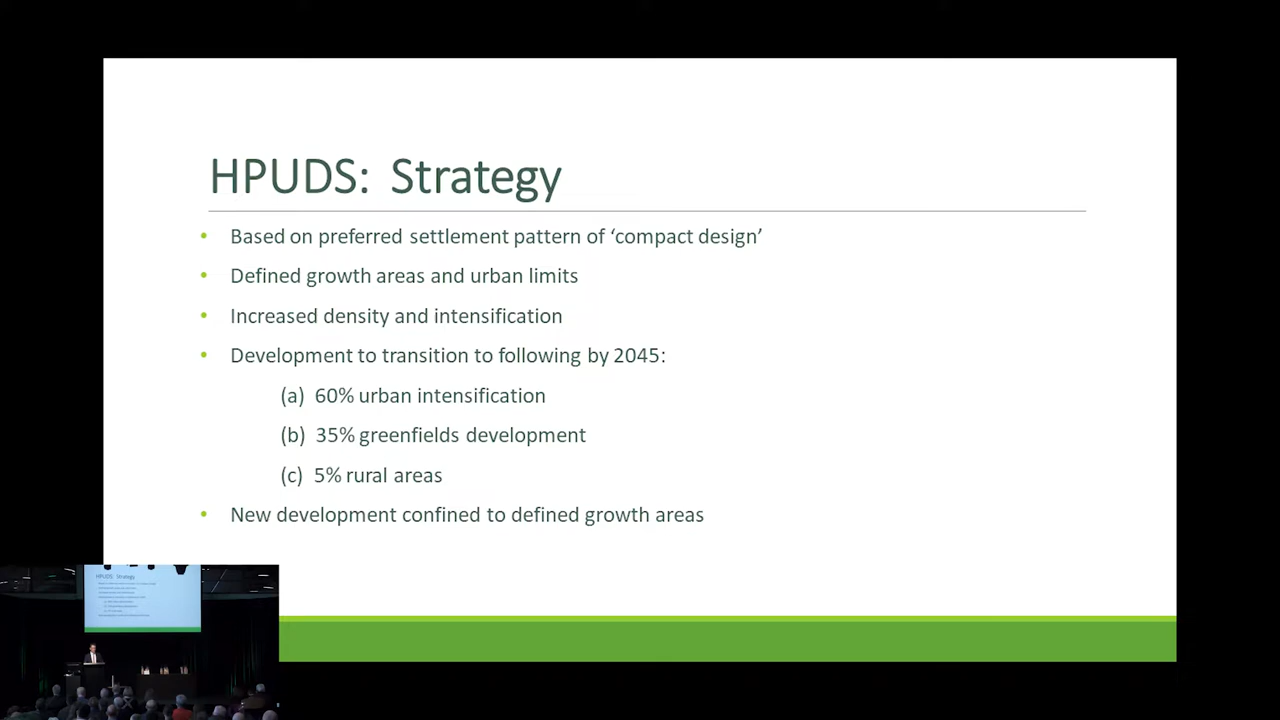 HPUDS: Strategy
• Based on preferred settlement pattern of ‘compact design’
• Defined growth areas and urban limits
• Increased density and intensification
• Development to transition to following by 2045:
(a) 60% urban intensification
(b) 35% greenfields development
(c) 5% rural areas
• New development confined to defined growth areas
HPUDS: Strategy